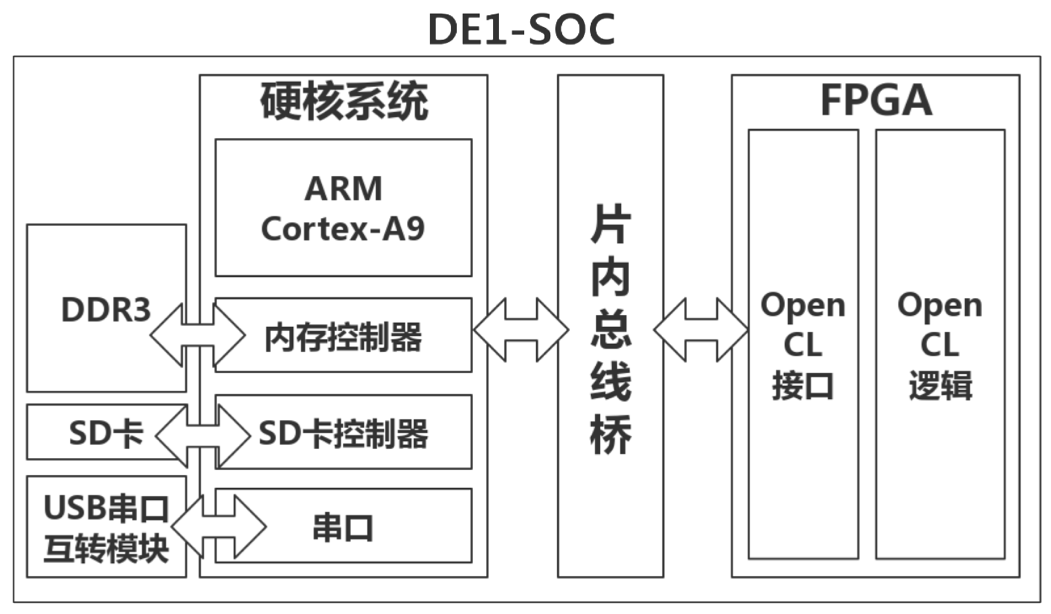 DE1-SOC
硬核系统
ARM
Cortex-A9
DDR3
内存控制器
SD卡
SD卡控制器
USB串口
互转模块
串口
片
内
总
线
桥
FPGA
Open
CL
接口
Open
CL
逻辑